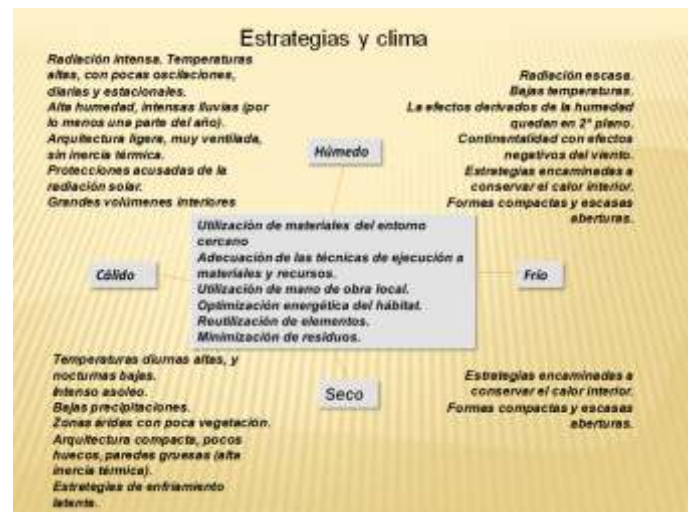 Estrategias y clima
Radiación intensa. Temperaturas
altas, con pocas oscilaciones,
diarias y estacionales.
Alta humedad, intensas lluvias (por
lo menos una parte del año).
Arquitectura ligera, muy ventilada,
sin inercia térmica.
Protecciones acusadas de la
radiación solar.
Grandes volúmenes interiores
Húmedo
Radiación escasa.
Bajas temperaturas.
La efectos derivados de la humedad
quedan en 2º plano.
Continentalidad con efectos
negativos del viento.
Estrategias encaminadas a
conservar el calor interior.
Formas compactas y escasas
aberturas.
Cálido
Utilización de materiales del entorno
cercano
Adecuación de las técnicas de ejecución a
materiales y recursos.
Utilización de mano de obra local.
Optimización energética del hábitat.
Reutilización de elementos.
Minimización de residuos.
Frío
Temperaturas diurnas altas, y
nocturnas bajas.
Intenso asoleo.
Bajas precipitaciones.
Zonas áridas con poca vegetación.
Arquitectura compacta, pocos
huecos, paredes gruesas (alta
inercia térmica).
Estrategias de enfriamiento
latente.
Seco
Estrategias encaminadas a
conservar el calor interior.
Formas compactas y escasas
aberturas.